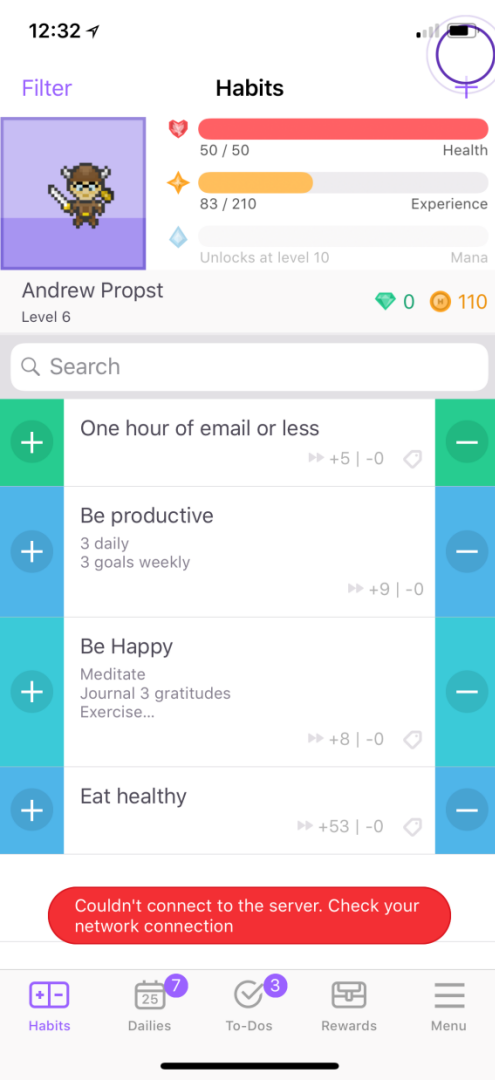 12:32
Filter
Habits
50 / 50 Health
83 / 210 Experience
Unlocks at level 10 Mana
Andrew Propst
Level 6
0 110
Search
One hour of email or less
+5 | -0
Be productive
3 daily
3 goals weekly
+9 | -0
Be Happy
Meditate
Journal 3 gratitudes
Exercise...
+8 | -0
Eat healthy
+53 | -0
Couldn't connect to the server. Check your
network connection
25 7 3
Habits Dailies To-Dos Rewards Menu